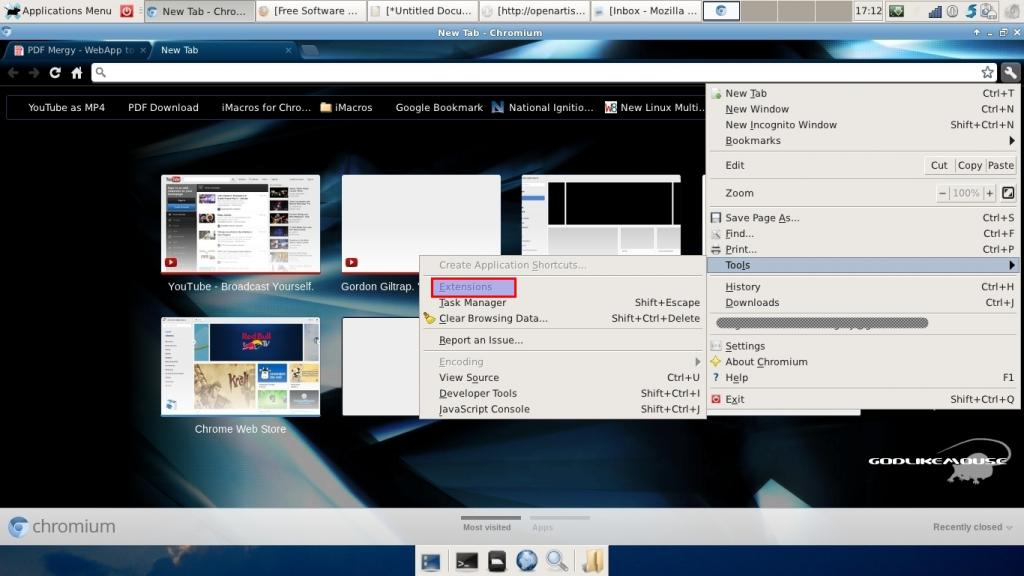 Applications Menu
New Tab - Chro...
[Free Software ...
[*Untitled Docu...
[http://openartis...
[Inbox - Mozilla ...
17:12
New Tab - Chromium
PDF Mergy - WebApp to
New Tab
YouTube as MP4
PDF Download
iMacros for Chro...
iMacros
Google Bookmark
National Ignitio...
New Linux Multi...
New Tab Ctrl+T
New Window Ctrl+N
New Incognito Window Shift+Ctrl+N
Bookmarks
Edit Cut Copy Paste
Zoom − 100% +
Save Page As... Ctrl+S
Find... Ctrl+F
Print... Ctrl+P
Tools
History Ctrl+H
Downloads Ctrl+J
Settings
About Chromium
Help F1
Exit Shift+Ctrl+Q
Create Application Shortcuts...
Extensions
Task Manager Shift+Escape
Clear Browsing Data... Shift+Ctrl+Delete
Report an Issue...
Encoding
View Source Ctrl+U
Developer Tools Shift+Ctrl+I
JavaScript Console Shift+Ctrl+J
YouTube - Broadcast Yourself.
Gordon Giltrap.
RedBull
TV
Chrome Web Store
GODLIKEMOUSE
chromium
Most visited
Apps
Recently closed